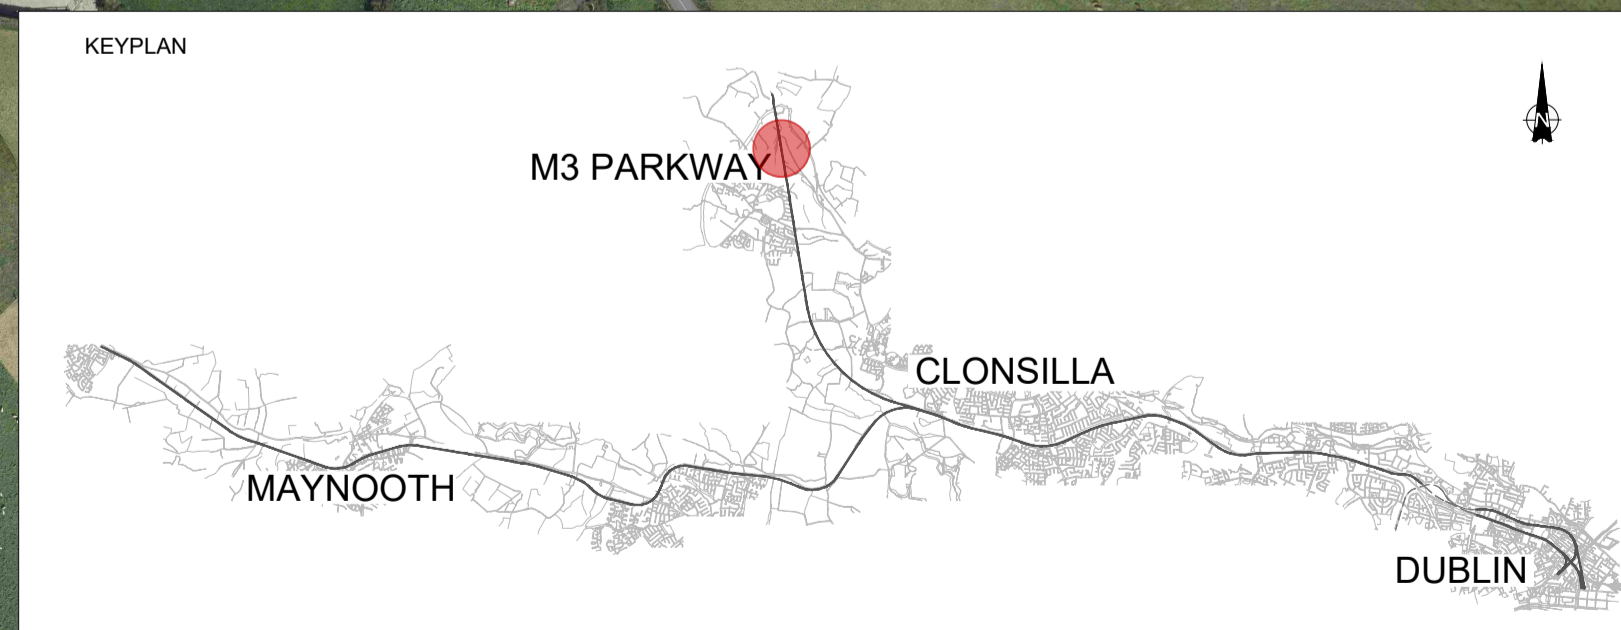 KEYPLAN
N
M3 PARKWAY
CLONSILLA
MAYNOOTH
DUBLIN